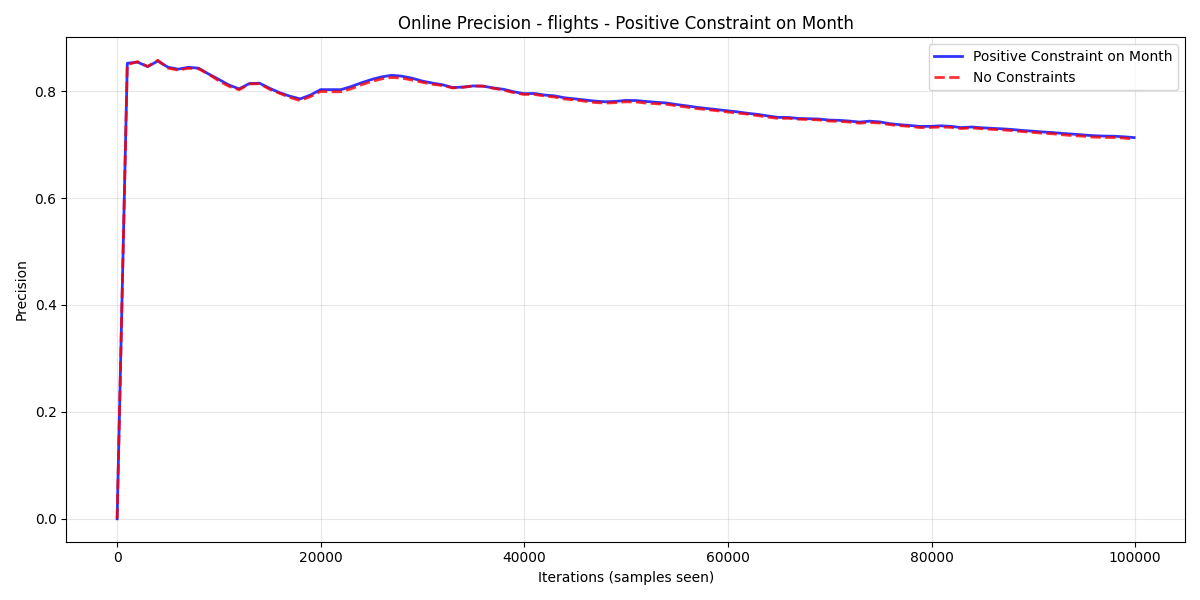 Online Precision - flights - Positive Constraint on Month
Positive Constraint on Month
No Constraints
Precision
0.8
0.6
0.4
0.2
0.0
0 20000 40000 60000 80000 100000
Iterations (samples seen)